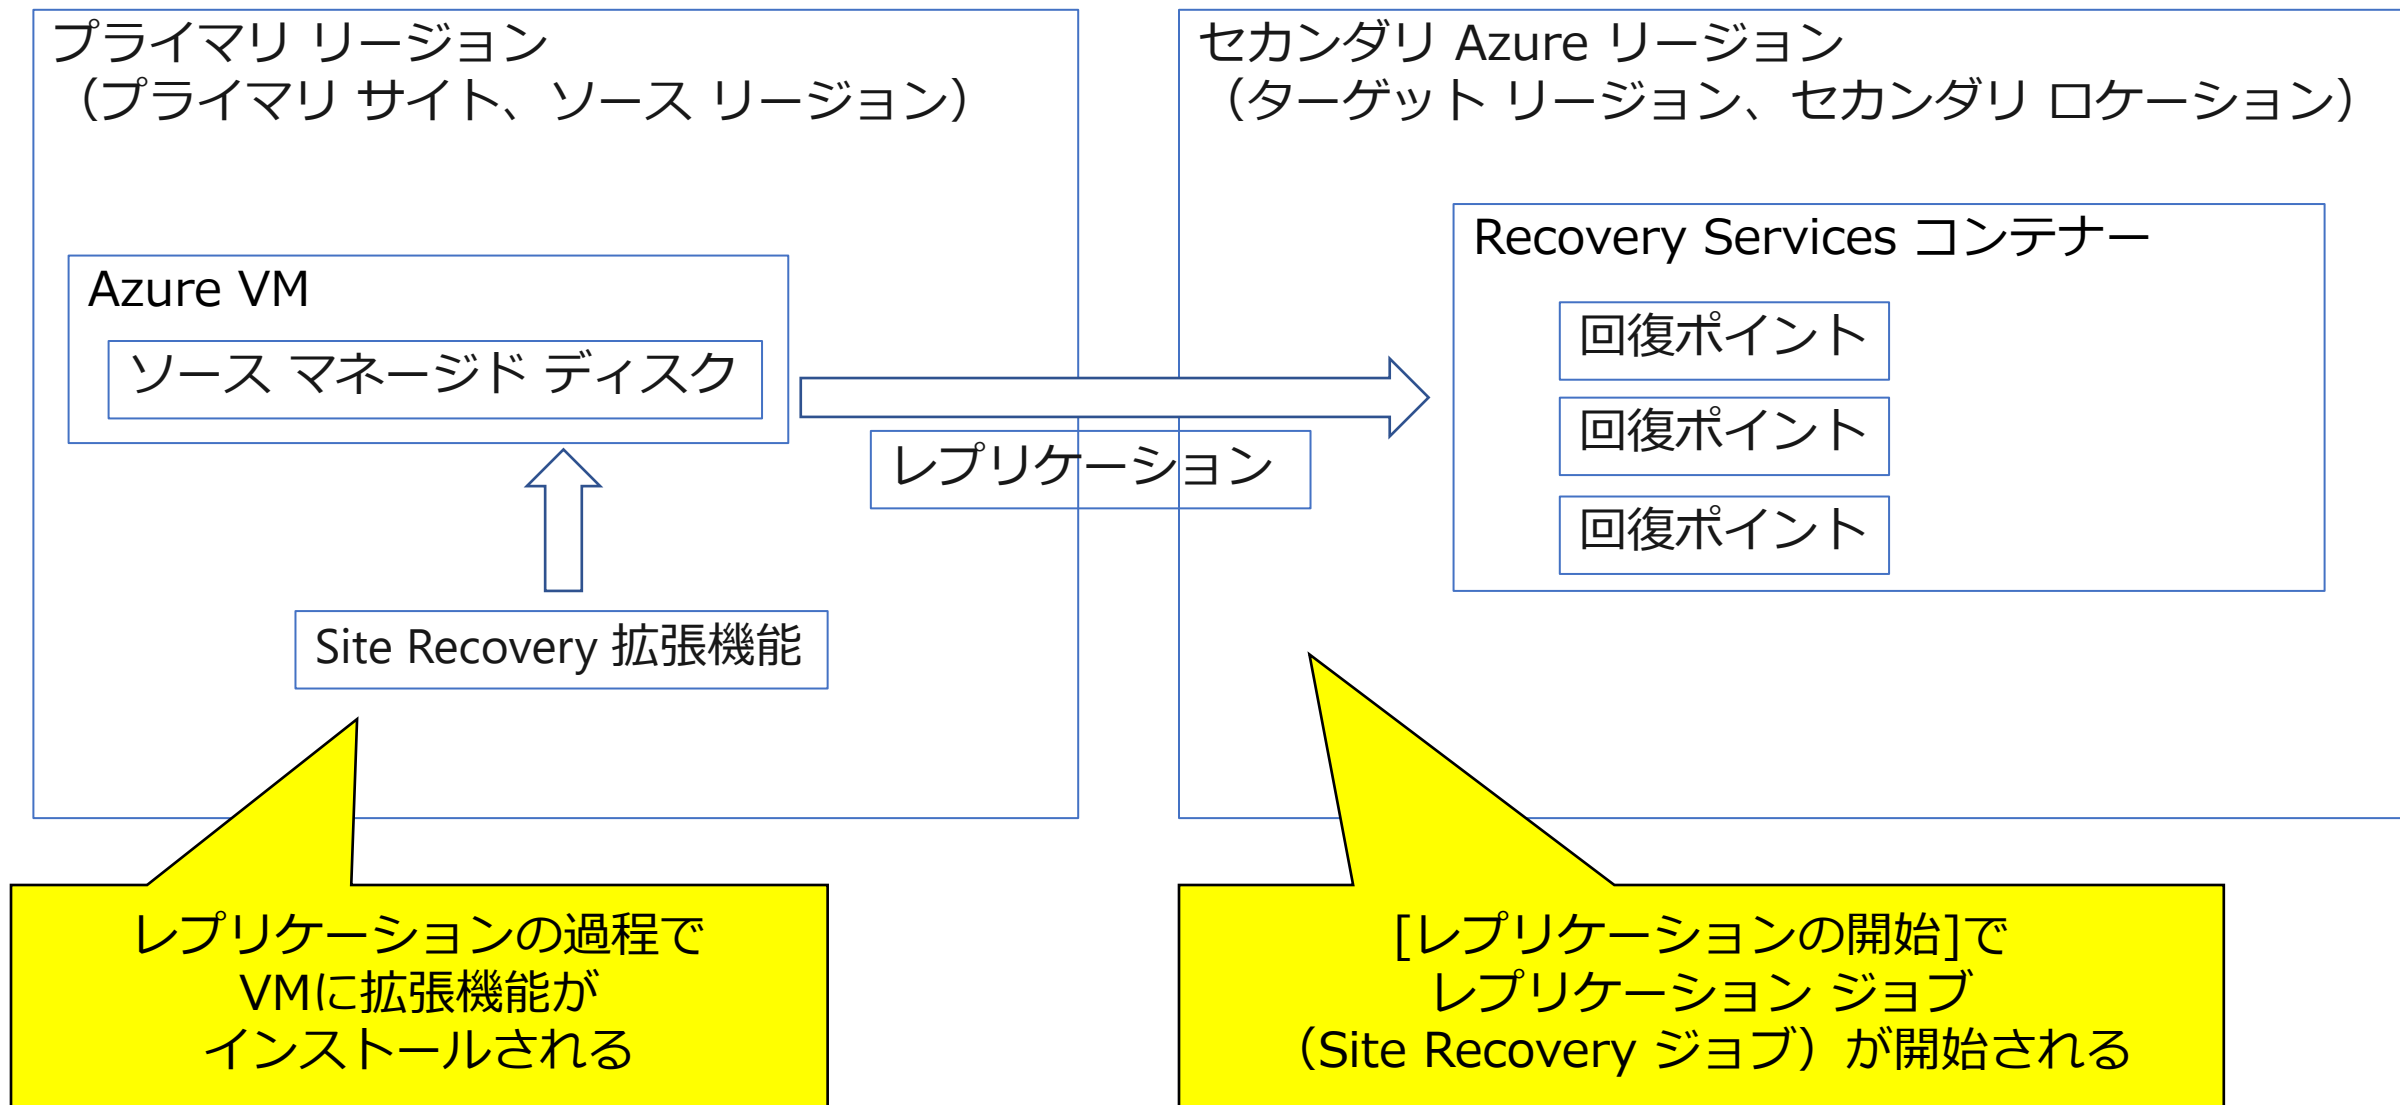 プライマリ リージョン
（プライマリ サイト、ソース リージョン）
Azure VM
ソース マネージド ディスク
Site Recovery 拡張機能
レプリケーション
セカンダリ Azure リージョン
（ターゲット リージョン、セカンダリ ロケーション）
Recovery Services コンテナー
回復ポイント
回復ポイント
回復ポイント
レプリケーションの過程で
VMに拡張機能が
インストールされる
[レプリケーションの開始]で
レプリケーション ジョブ
（Site Recovery ジョブ）が開始される